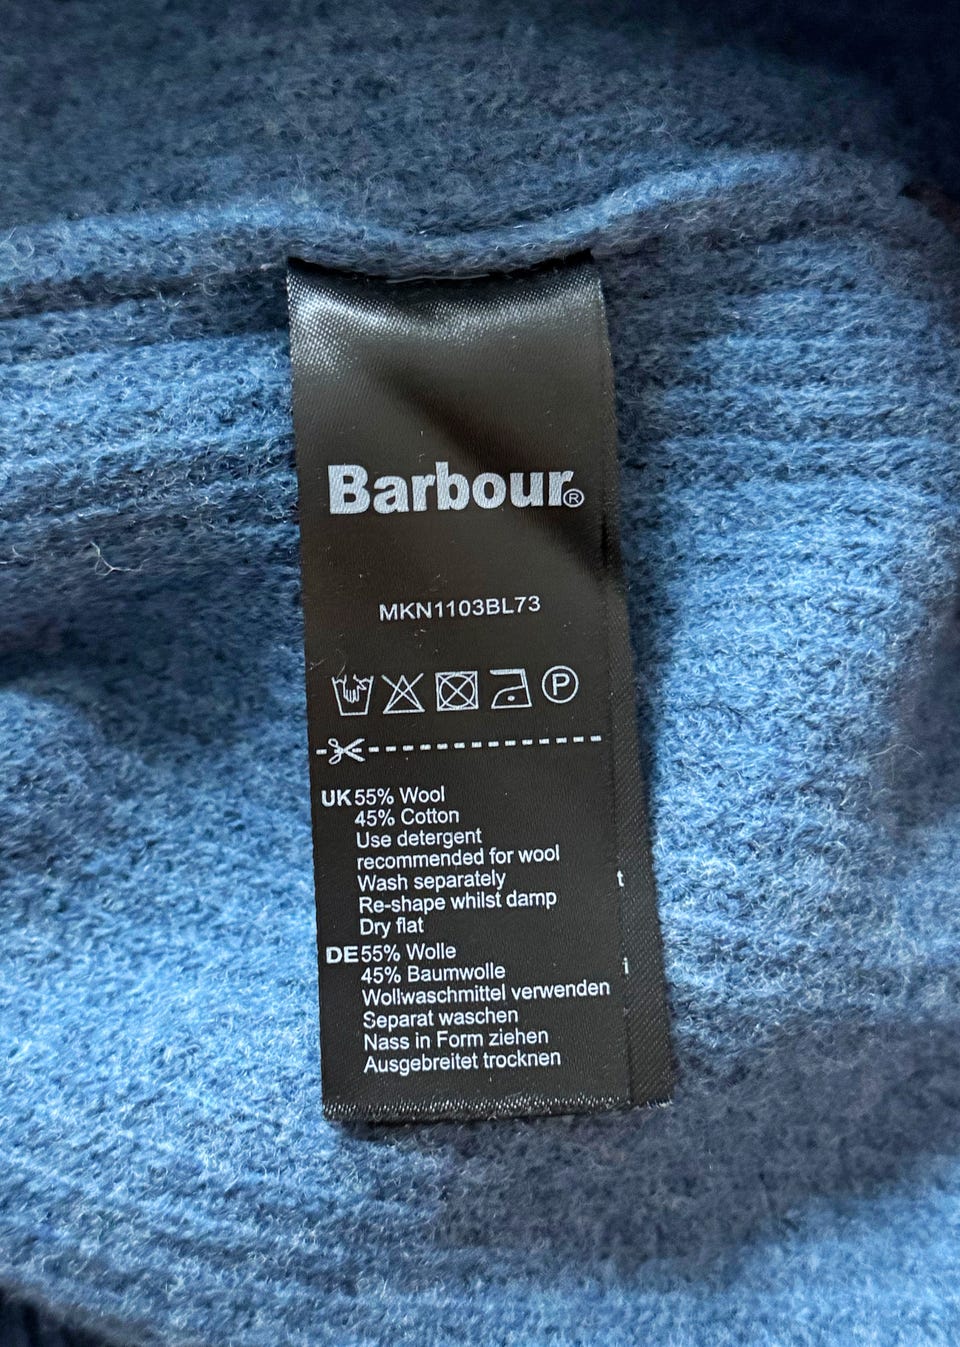 Barbour®
MKN1103BL73
P
UK 55% Wool
45% Cotton
Use detergent
recommended for wool
Wash separately
Re-shape whilst damp
Dry flat
DE 55% Wolle
45% Baumwolle
Wollwaschmittel verwenden
Separat waschen
Nass in Form ziehen
Ausgebreitet trocknen
t
i